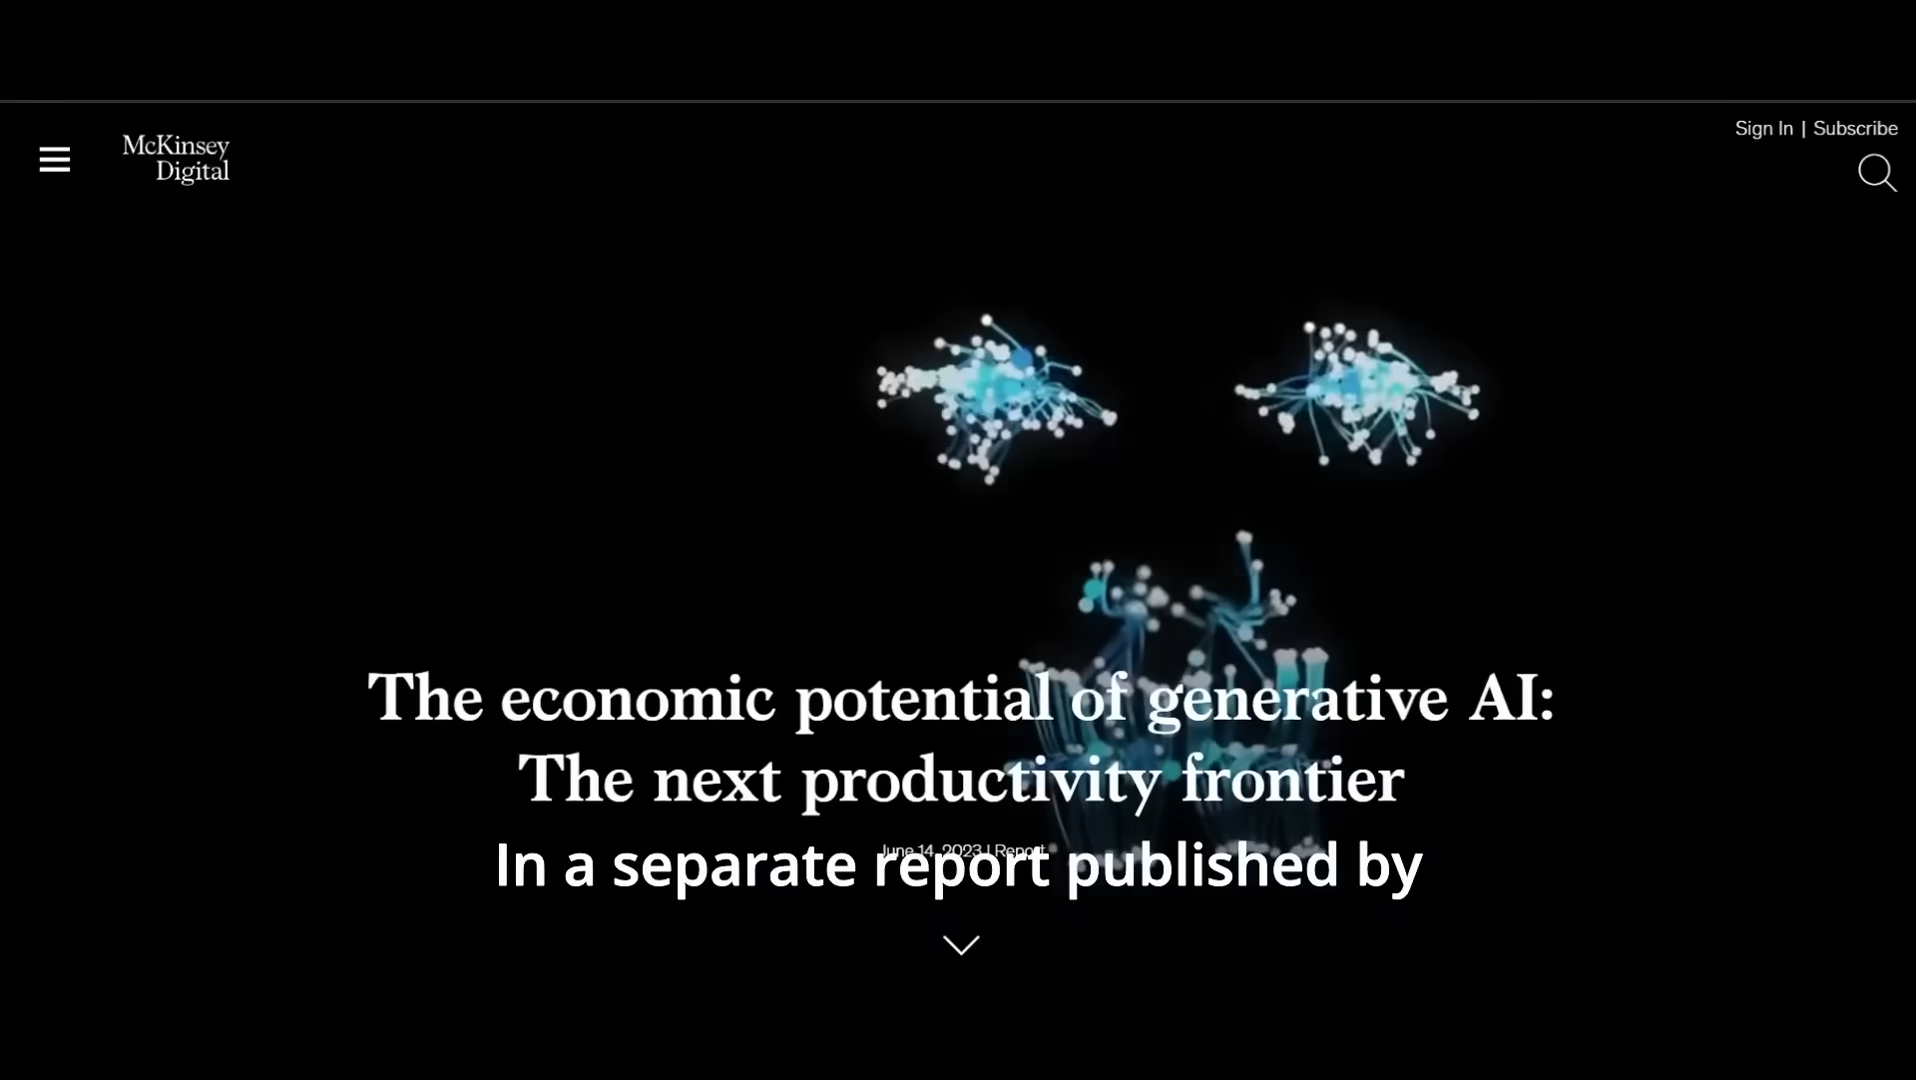 McKinsey
Digital
Sign In | Subscribe
The economic potential of generative AI:
The next productivity frontier
June 14, 2023 | Report
In a separate report published by